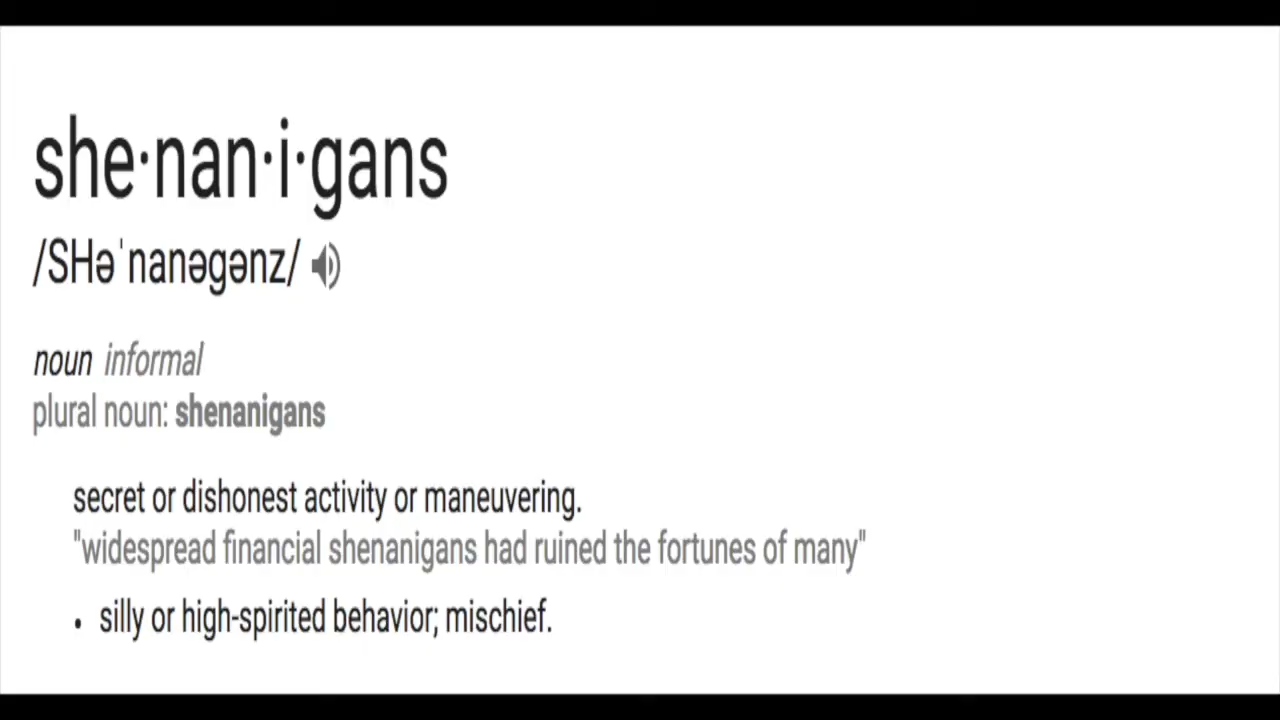 she·nan·i·gans
/SHəˈnanəɡənz/
noun informal
plural noun: shenanigans
secret or dishonest activity or maneuvering.
"widespread financial shenanigans had ruined the fortunes of many"
• silly or high-spirited behavior; mischief.